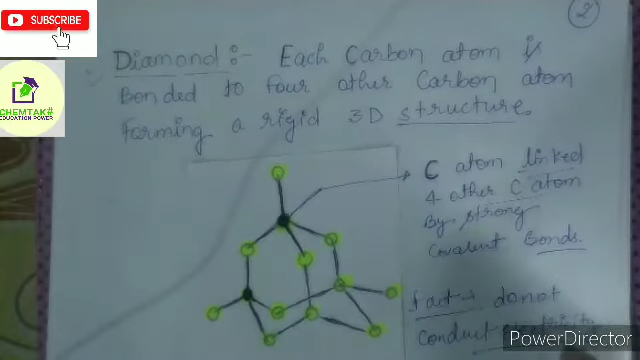 2
SUBSCRIBE
CHEMTAK#
EDUCATION POWER
Diamond :- Each Carbon atom is
Bonded to four other Carbon atom
forming a rigid 3D structure.
C atom linked
4 other C atom
By strong
covalent Bonds.
fact → donot
conduct
PowerDirector